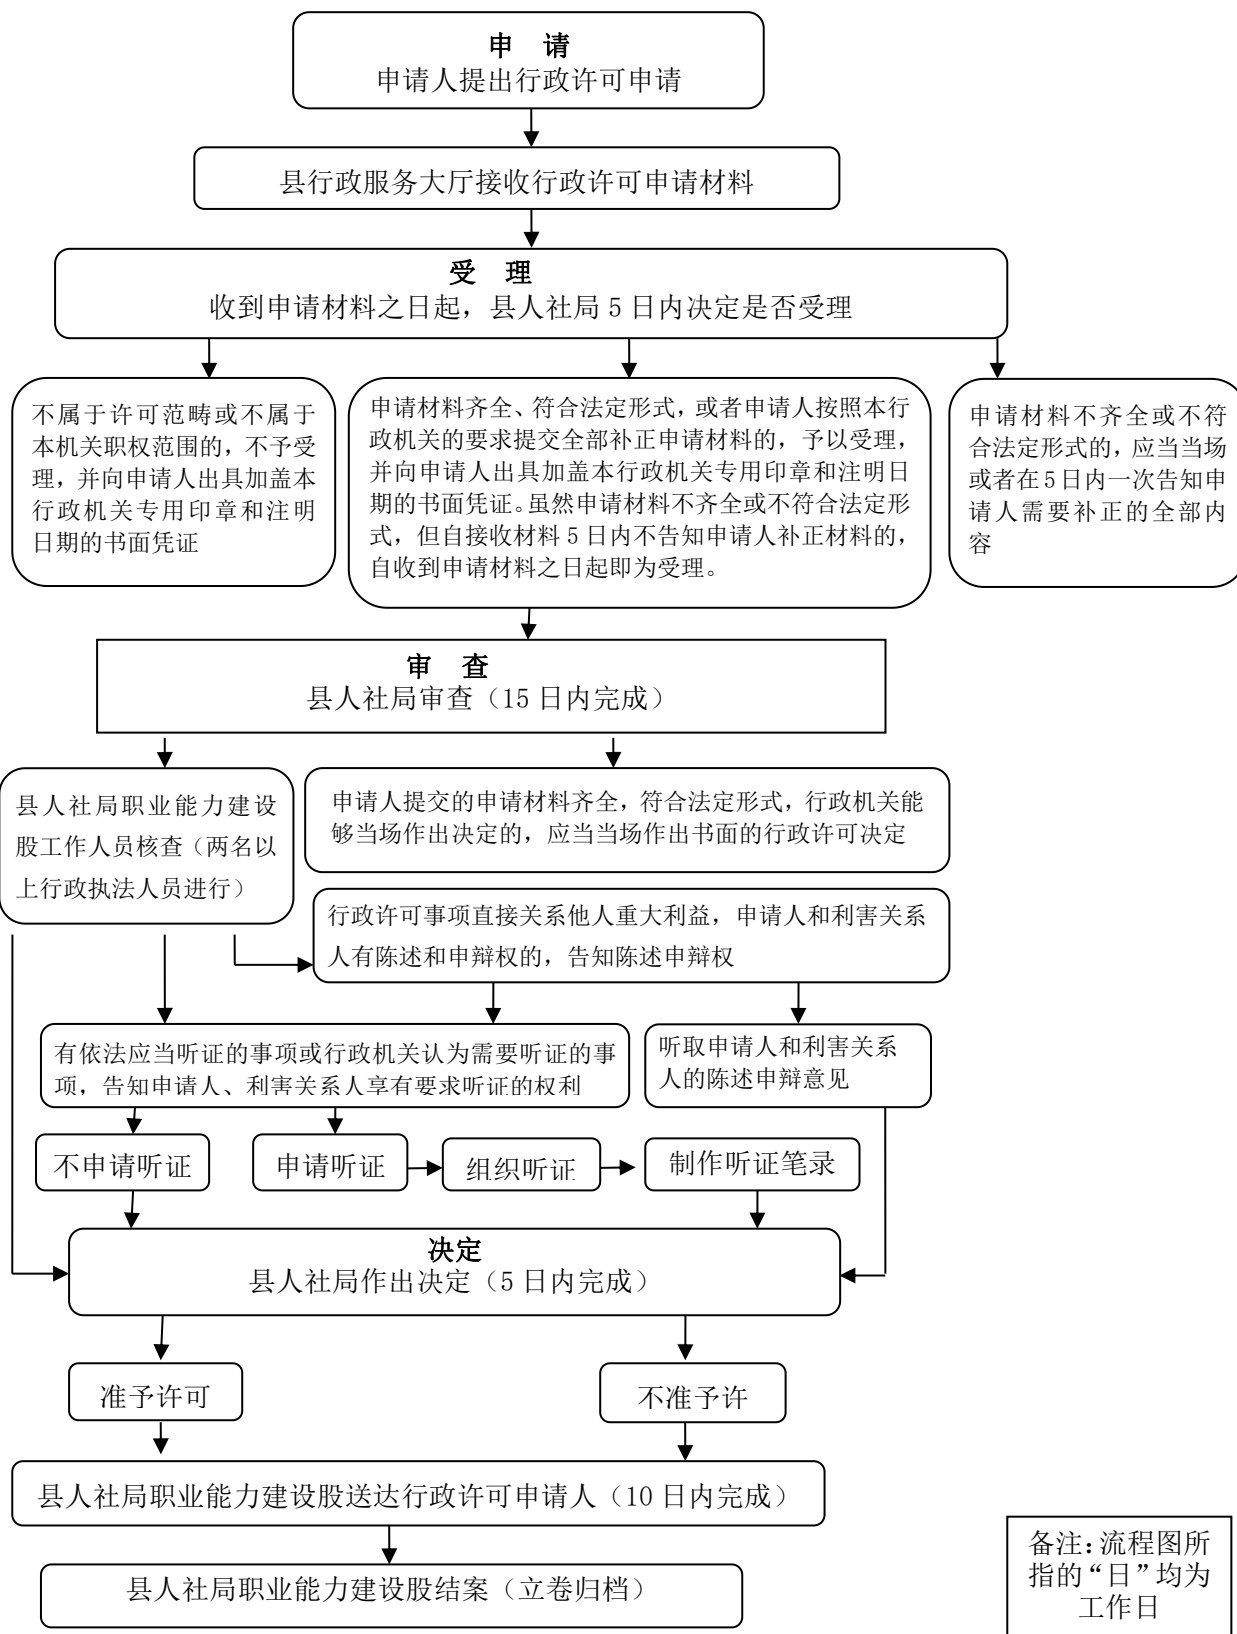 申 请
申请人提出行政许可申请
县行政服务大厅接收行政许可申请材料
受 理
收到申请材料之日起，县人社局 5 日内决定是否受理
不属于许可范畴或不属于
本机关职权范围的，不予受
理，并向申请人出具加盖本
行政机关专用印章和注明
日期的书面凭证
申请材料齐全、符合法定形式，或者申请人按照本行
政机关的要求提交全部补正申请材料的，予以受理，
并向申请人出具加盖本行政机关专用印章和注明日
期的书面凭证。虽然申请材料不齐全或不符合法定形
式，但自接收材料 5 日内不告知申请人补正材料的，
自收到申请材料之日起即为受理。
申请材料不齐全或不符
合法定形式的，应当当场
或者在 5 日内一次告知申
请人需要补正的全部内
容
审 查
县人社局审查（15 日内完成）
县人社局职业能力建设
股工作人员核查（两名以
上行政执法人员进行）
申请人提交的申请材料齐全，符合法定形式，行政机关能
够当场作出决定的，应当当场作出书面的行政许可决定
行政许可事项直接关系他人重大利益，申请人和利害关系
人有陈述和申辩权的，告知陈述申辩权
有依法应当听证的事项或行政机关认为需要听证的事
项，告知申请人、利害关系人享有要求听证的权利
听取申请人和利害关系
人的陈述申辩意见
不申请听证
申请听证
组织听证
制作听证笔录
决定
县人社局作出决定（5 日内完成）
准予许可
不准予许
县人社局职业能力建设股送达行政许可申请人（10 日内完成）
县人社局职业能力建设股结案（立卷归档）
备注：流程图所
指的“日”均为
工作日